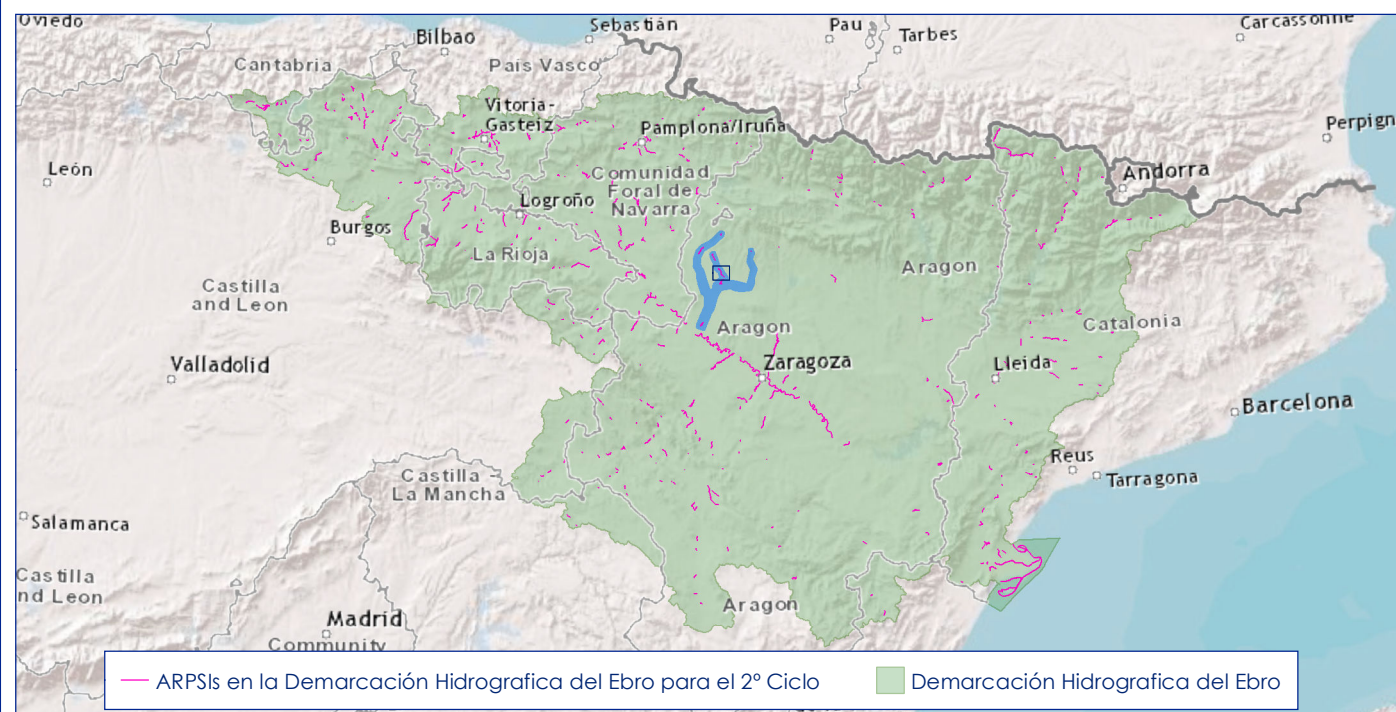 Oviedo
Sebastián
Pau
Carcassonne
Bilbao
Tarbes
Cantabria
País Vasco
Vitoria-
Gasteiz
Pamplona/Iruña
Perpign
León
Comunidad
Foral de
Navarra
Andorra
Logroño
Burgos
La Rioja
Aragon
Castilla
and Leon
Aragon
Catalonia
Valladolid
Zaragoza
Lleida
Barcelona
Castilla
La Mancha
Reus
Tarragona
Salamanca
Castilla
nd Leon
Aragon
Madrid
Community
ARPSIs en la Demarcación Hidrografica del Ebro para el 2º Ciclo
Demarcación Hidrografica del Ebro